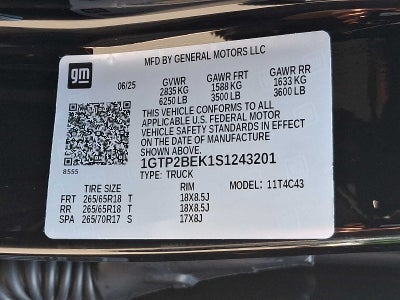 gm
MFD BY GENERAL MOTORS LLC
06/25 GVWR GAWR FRT GAWR RR
2835 KG 1588 KG 1633 KG
6250 LB 3500 LB 3600 LB
THIS VEHICLE CONFORMS TO ALL
APPLICABLE U.S. FEDERAL MOTOR
VEHICLE SAFETY STANDARDS IN EFFECT
ON THE DATE OF MANUFACTURE
SHOWN ABOVE.
8555 1GTP2BEK1S1243201
TYPE: TRUCK
TIRE SIZE RIM MODEL: 11T4C43
FRT 265/65R18 T 18X8.5J
RR 265/65R18 T 18X8.5J
SPA 265/70R17 S 17X8J